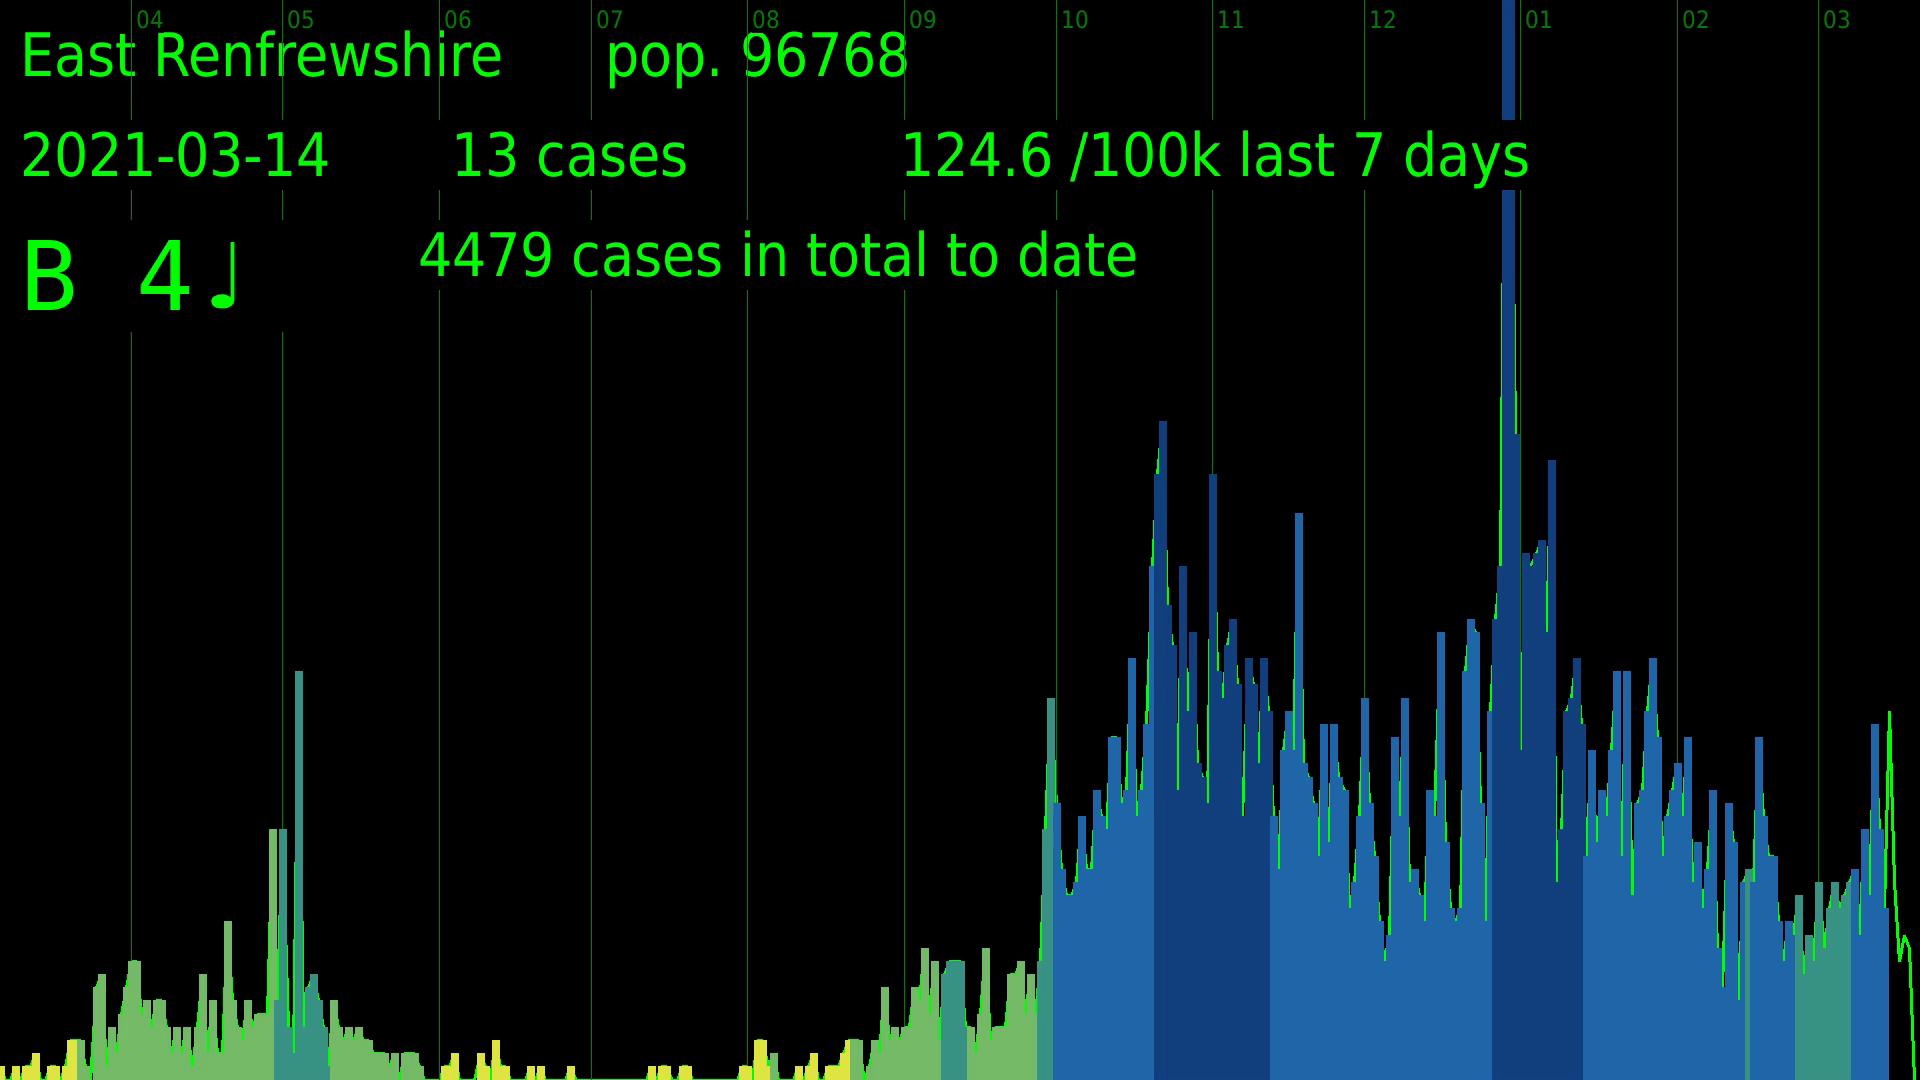 04 05 06 07 08 09 10 11 12 01 02 03
East Renfrewshire pop. 96768
2021-03-14 13 cases 124.6 /100k last 7 days
B 4♩ 4479 cases in total to date